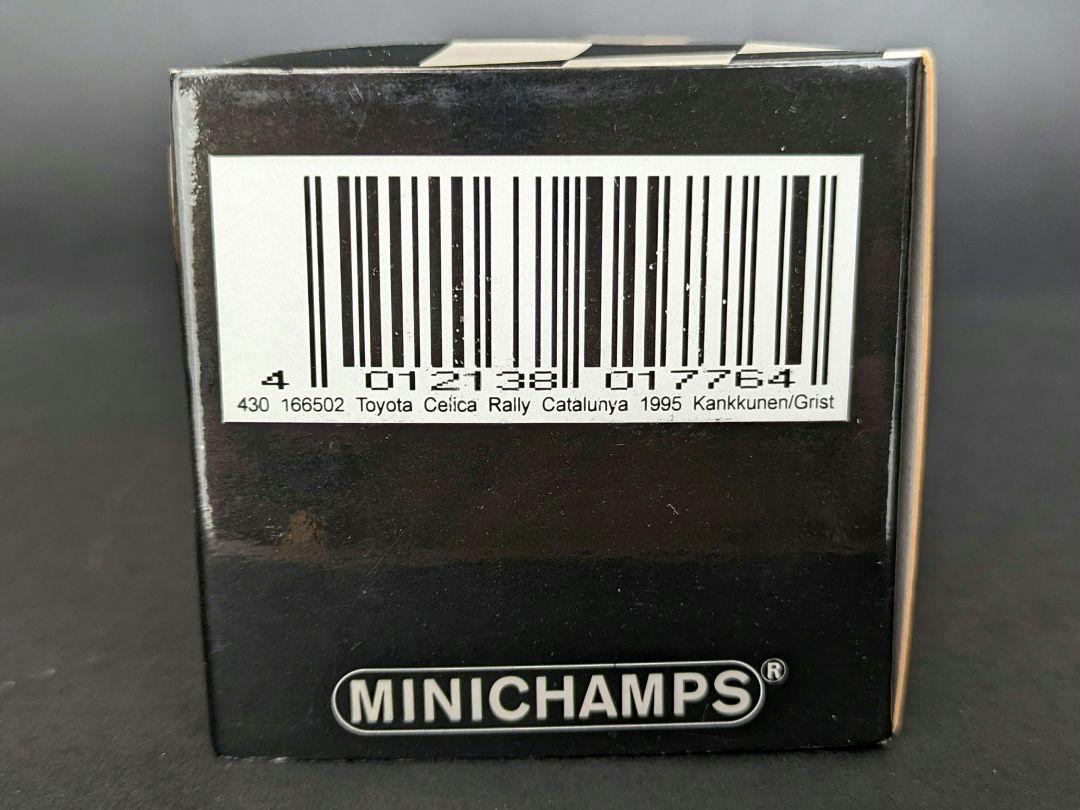 4 012138 017764
430 166502 Toyota Celica Rally Catalunya 1995 Kankkunen/Grist
MINICHAMPS®